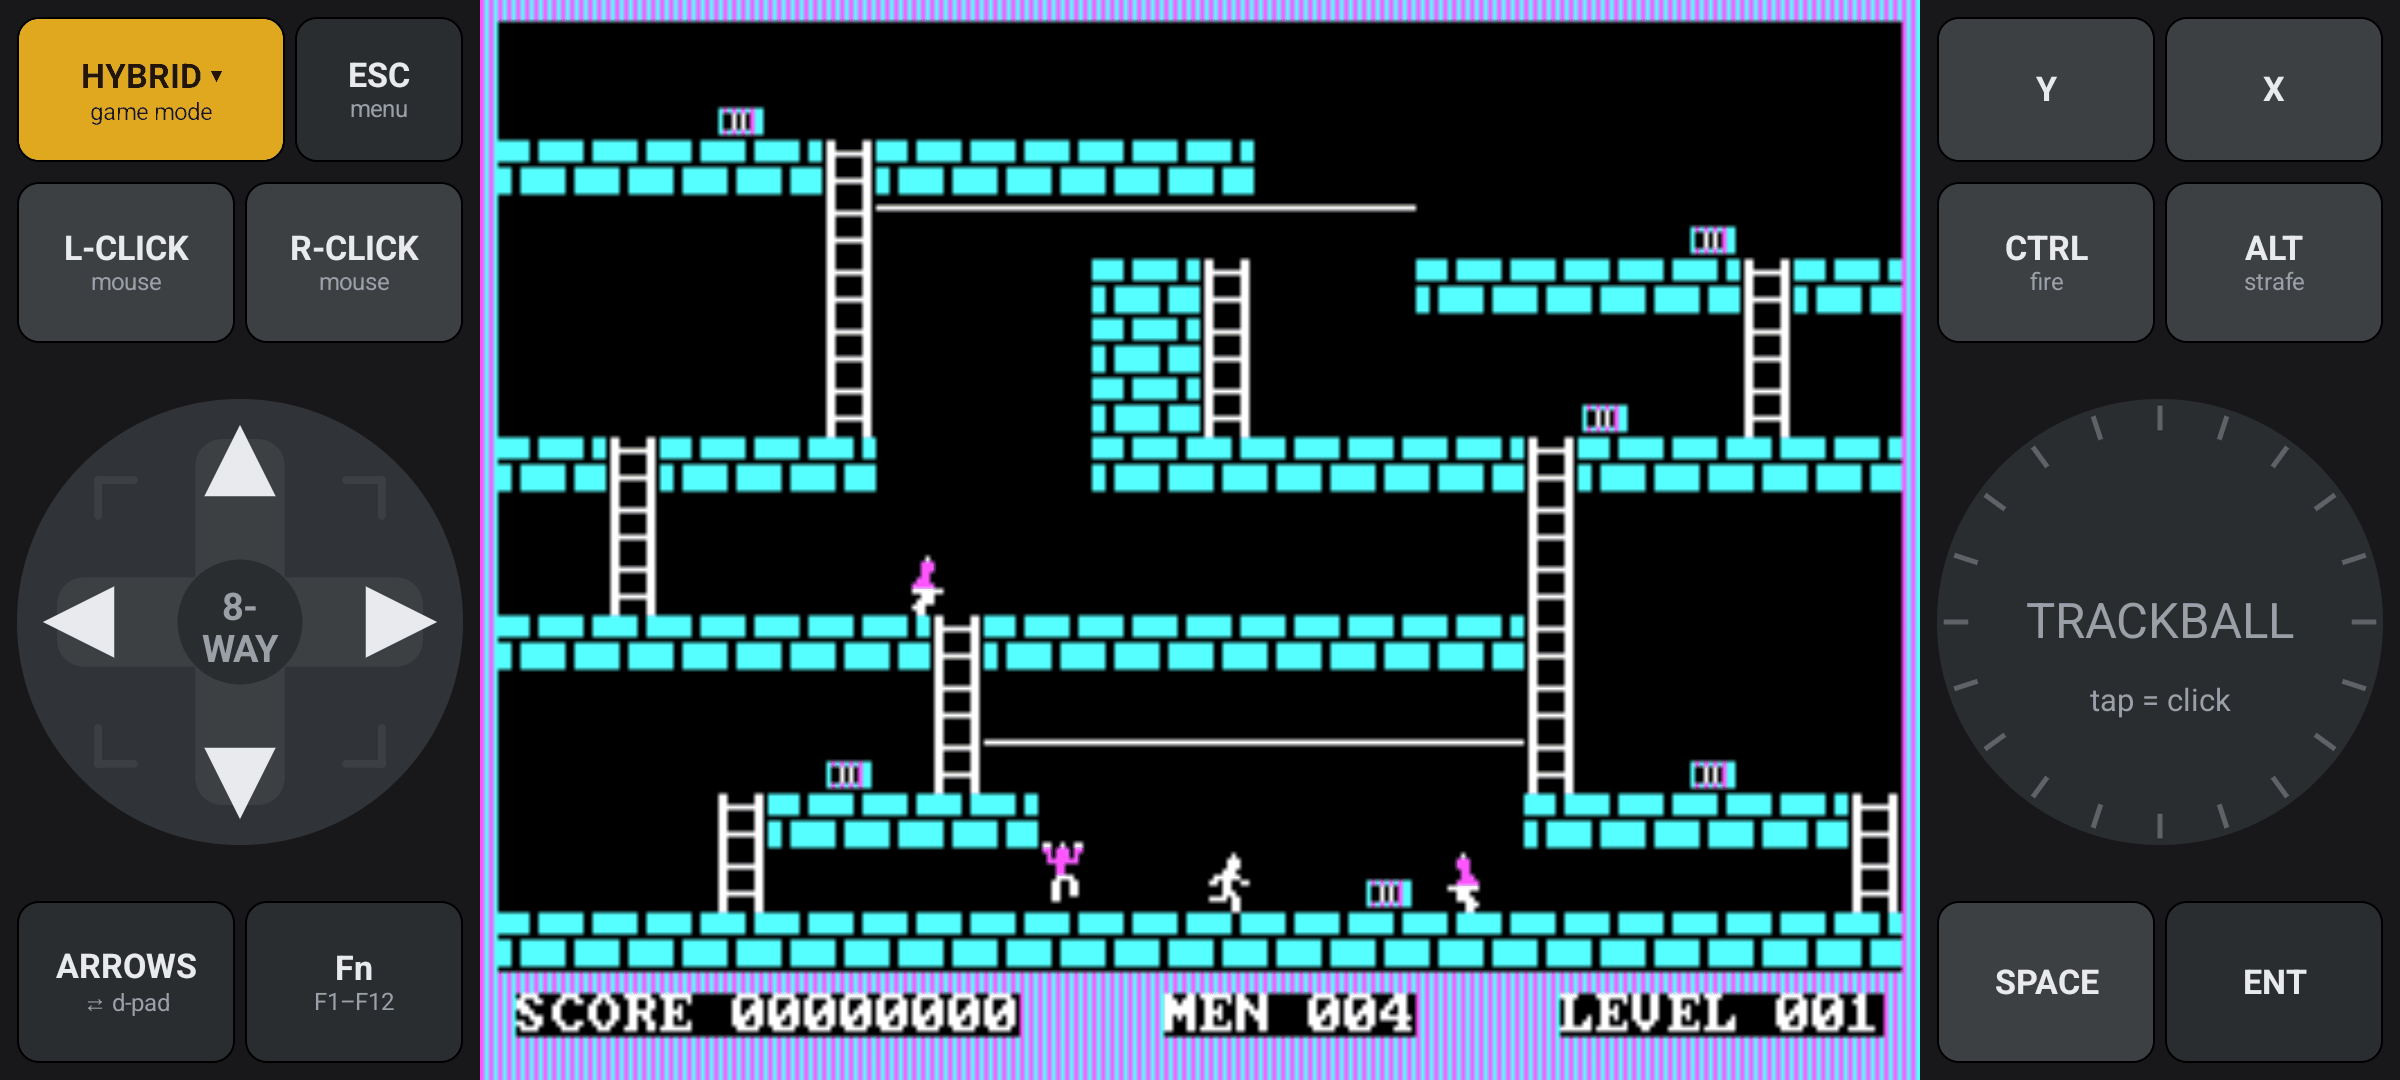 HYBRID ▼
game mode
ESC
menu
L-CLICK
mouse
R-CLICK
mouse
8-
WAY
ARROWS
⇄ d-pad
Fn
F1–F12
SCORE 00000000 MEN 004 LEVEL 001
Y
X
CTRL
fire
ALT
strafe
TRACKBALL
tap = click
SPACE
ENT